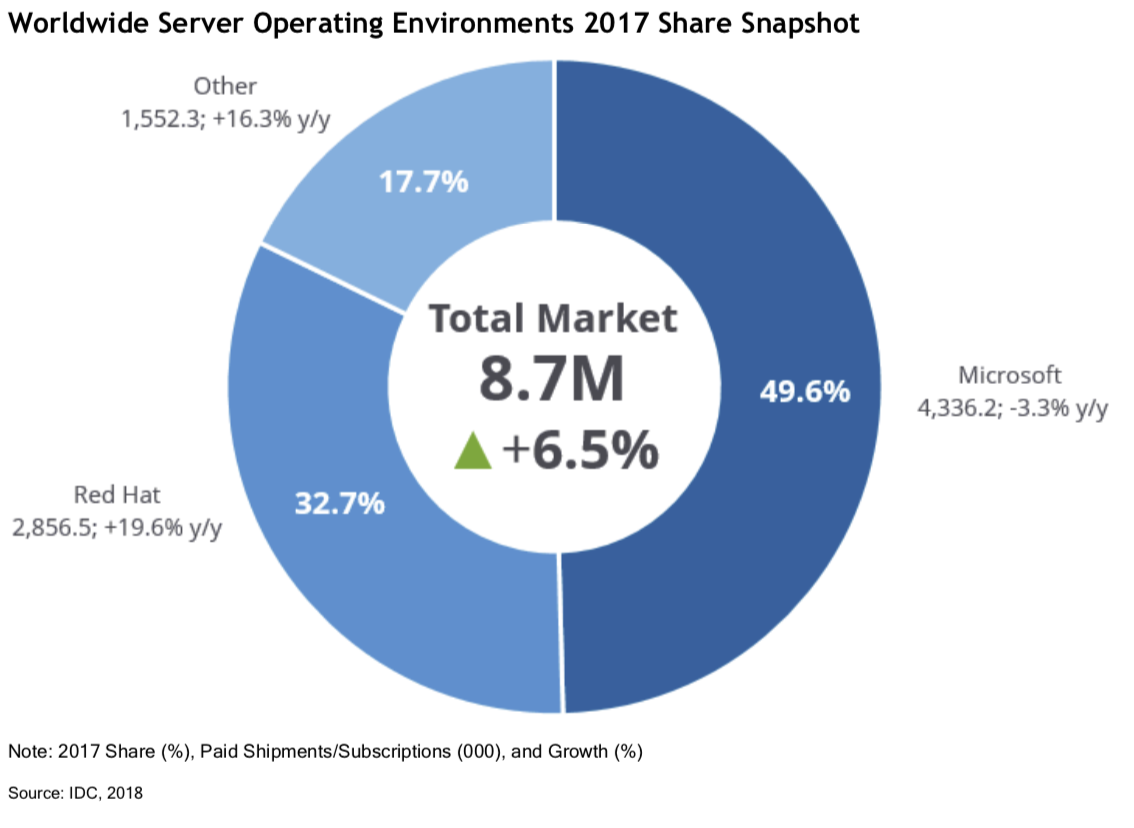 Worldwide Server Operating Environments 2017 Share Snapshot
Other
1,552.3; +16.3% y/y
17.7%
Total Market
8.7M
▲ +6.5%
49.6%
Microsoft
4,336.2; -3.3% y/y
Red Hat
2,856.5; +19.6% y/y
32.7%
Note: 2017 Share (%), Paid Shipments/Subscriptions (000), and Growth (%)
Source: IDC, 2018